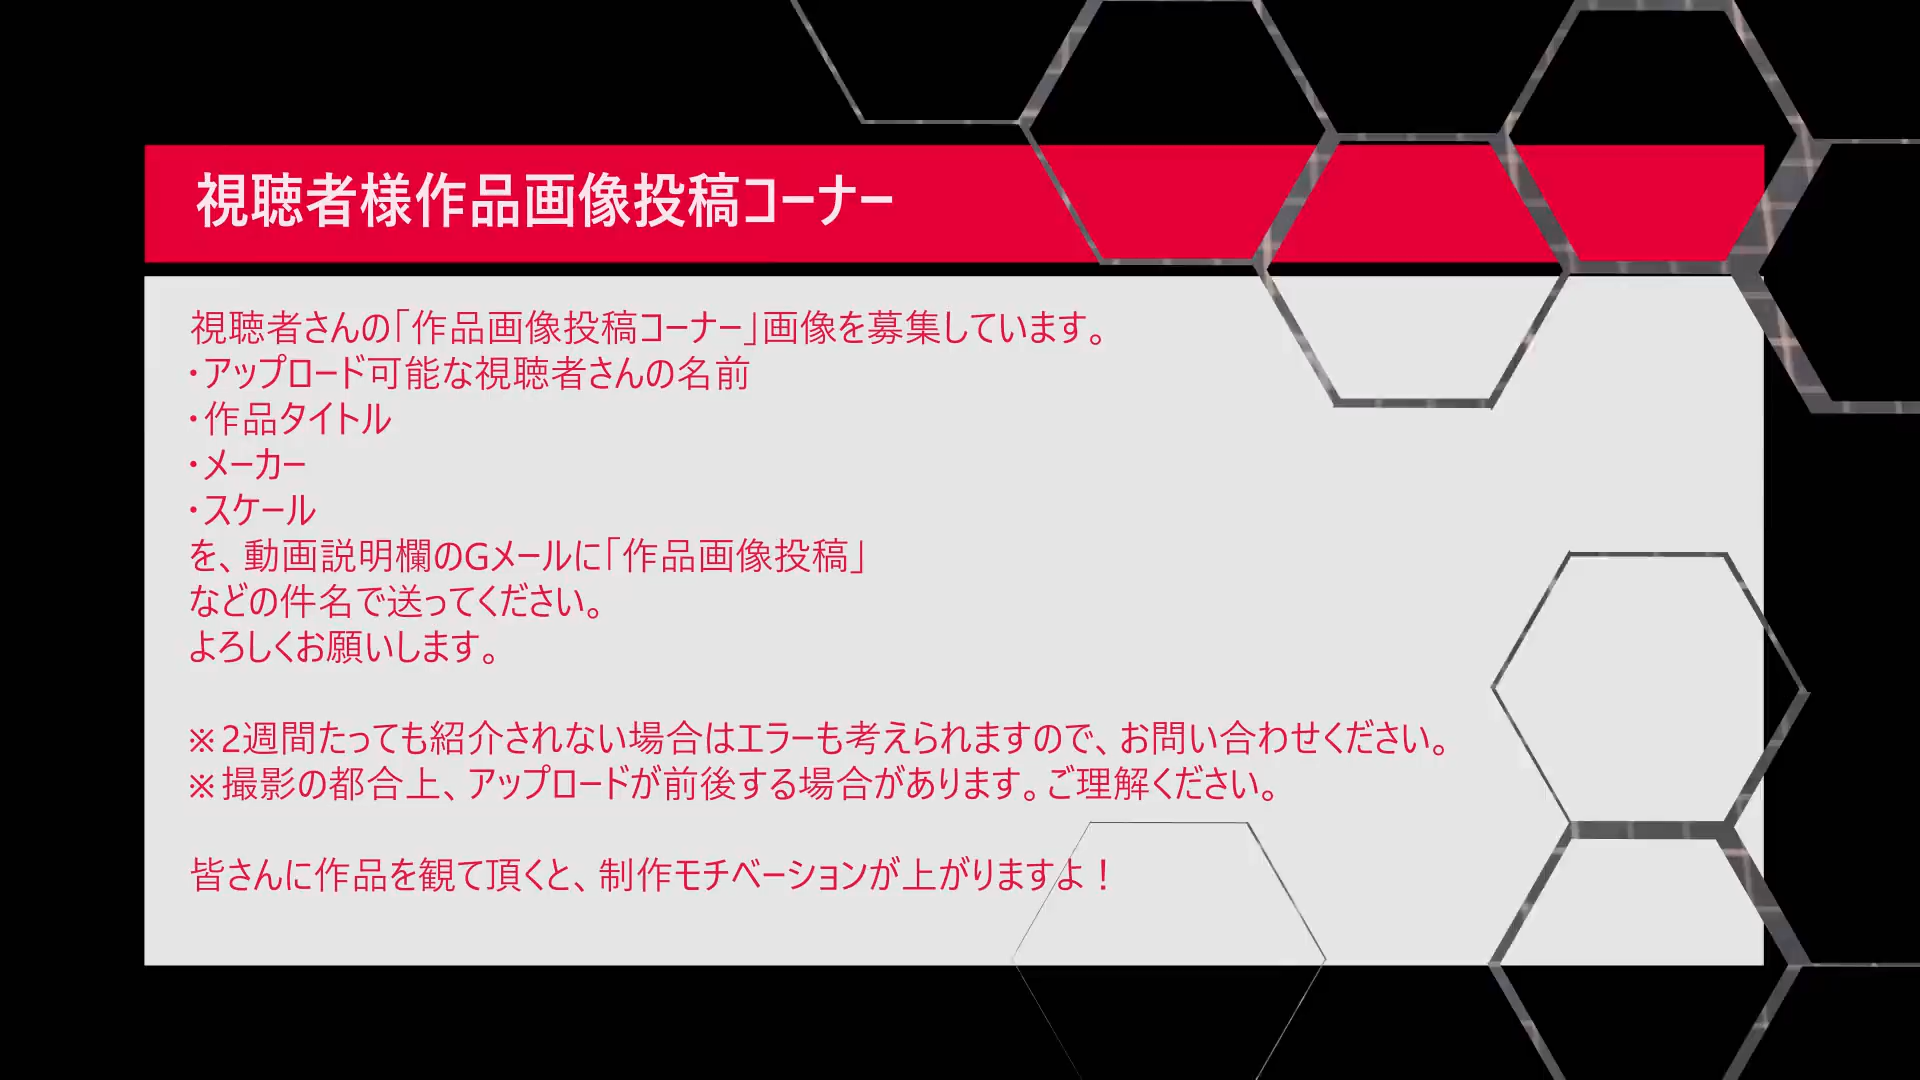 視聴者様作品画像投稿コーナー
視聴者さんの「作品画像投稿コーナー」画像を募集しています。
・アップロード可能な視聴者さんの名前
・作品タイトル
・メーカー
・スケール
を、動画説明欄のGメールに「作品画像投稿」
などの件名で送ってください。
よろしくお願いします。
※2週間たっても紹介されない場合はエラーも考えられますので、お問い合わせください。
※撮影の都合上、アップロードが前後する場合があります。ご理解ください。
皆さんに作品を観て頂くと、制作モチベーションが上がりますよ！